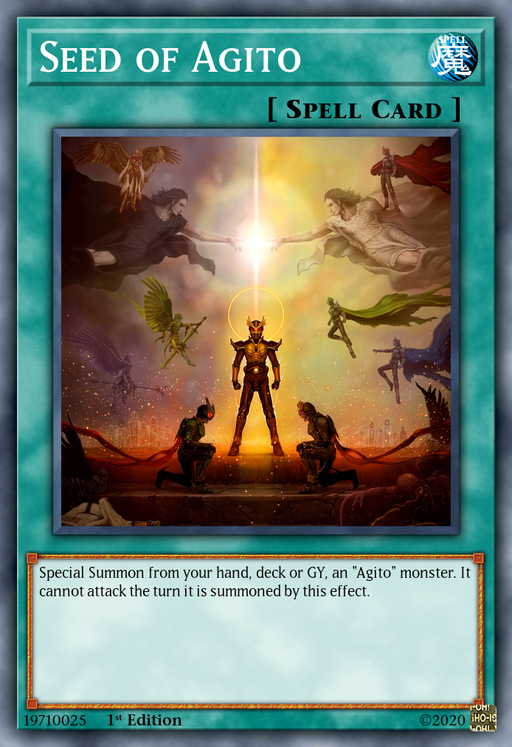 Seed of Agito
SPELL
魔
[ Spell Card ]
Special Summon from your hand, deck or GY, an "Agito" monster. It
cannot attack the turn it is summoned by this effect.
19710025 1st Edition ©2020